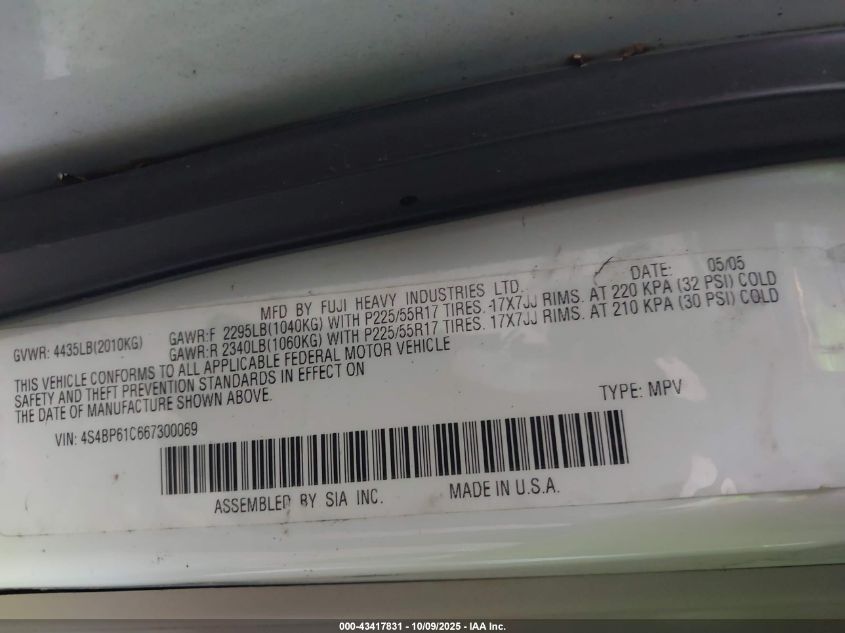 MFD BY FUJI HEAVY INDUSTRIES LTD. DATE: 05/05
GVWR: 4435LB(2010KG) GAWR:F 2295LB(1040KG) WITH P225/55R17 TIRES. 17X7JJ RIMS. AT 220 KPA (32 PSI) COLD
GAWR:R 2340LB(1060KG) WITH P225/55R17 TIRES. 17X7JJ RIMS. AT 210 KPA (30 PSI) COLD
THIS VEHICLE CONFORMS TO ALL APPLICABLE FEDERAL MOTOR VEHICLE
SAFETY AND THEFT PREVENTION STANDARDS IN EFFECT ON
THE DATE OF MANUFACTURE SHOWN ABOVE.
VIN: 4S4BP61C667300069 TYPE: MPV
ASSEMBLED BY SIA INC. MADE IN U.S.A.
000-43417831 - 10/09/2025 - IAA Inc.